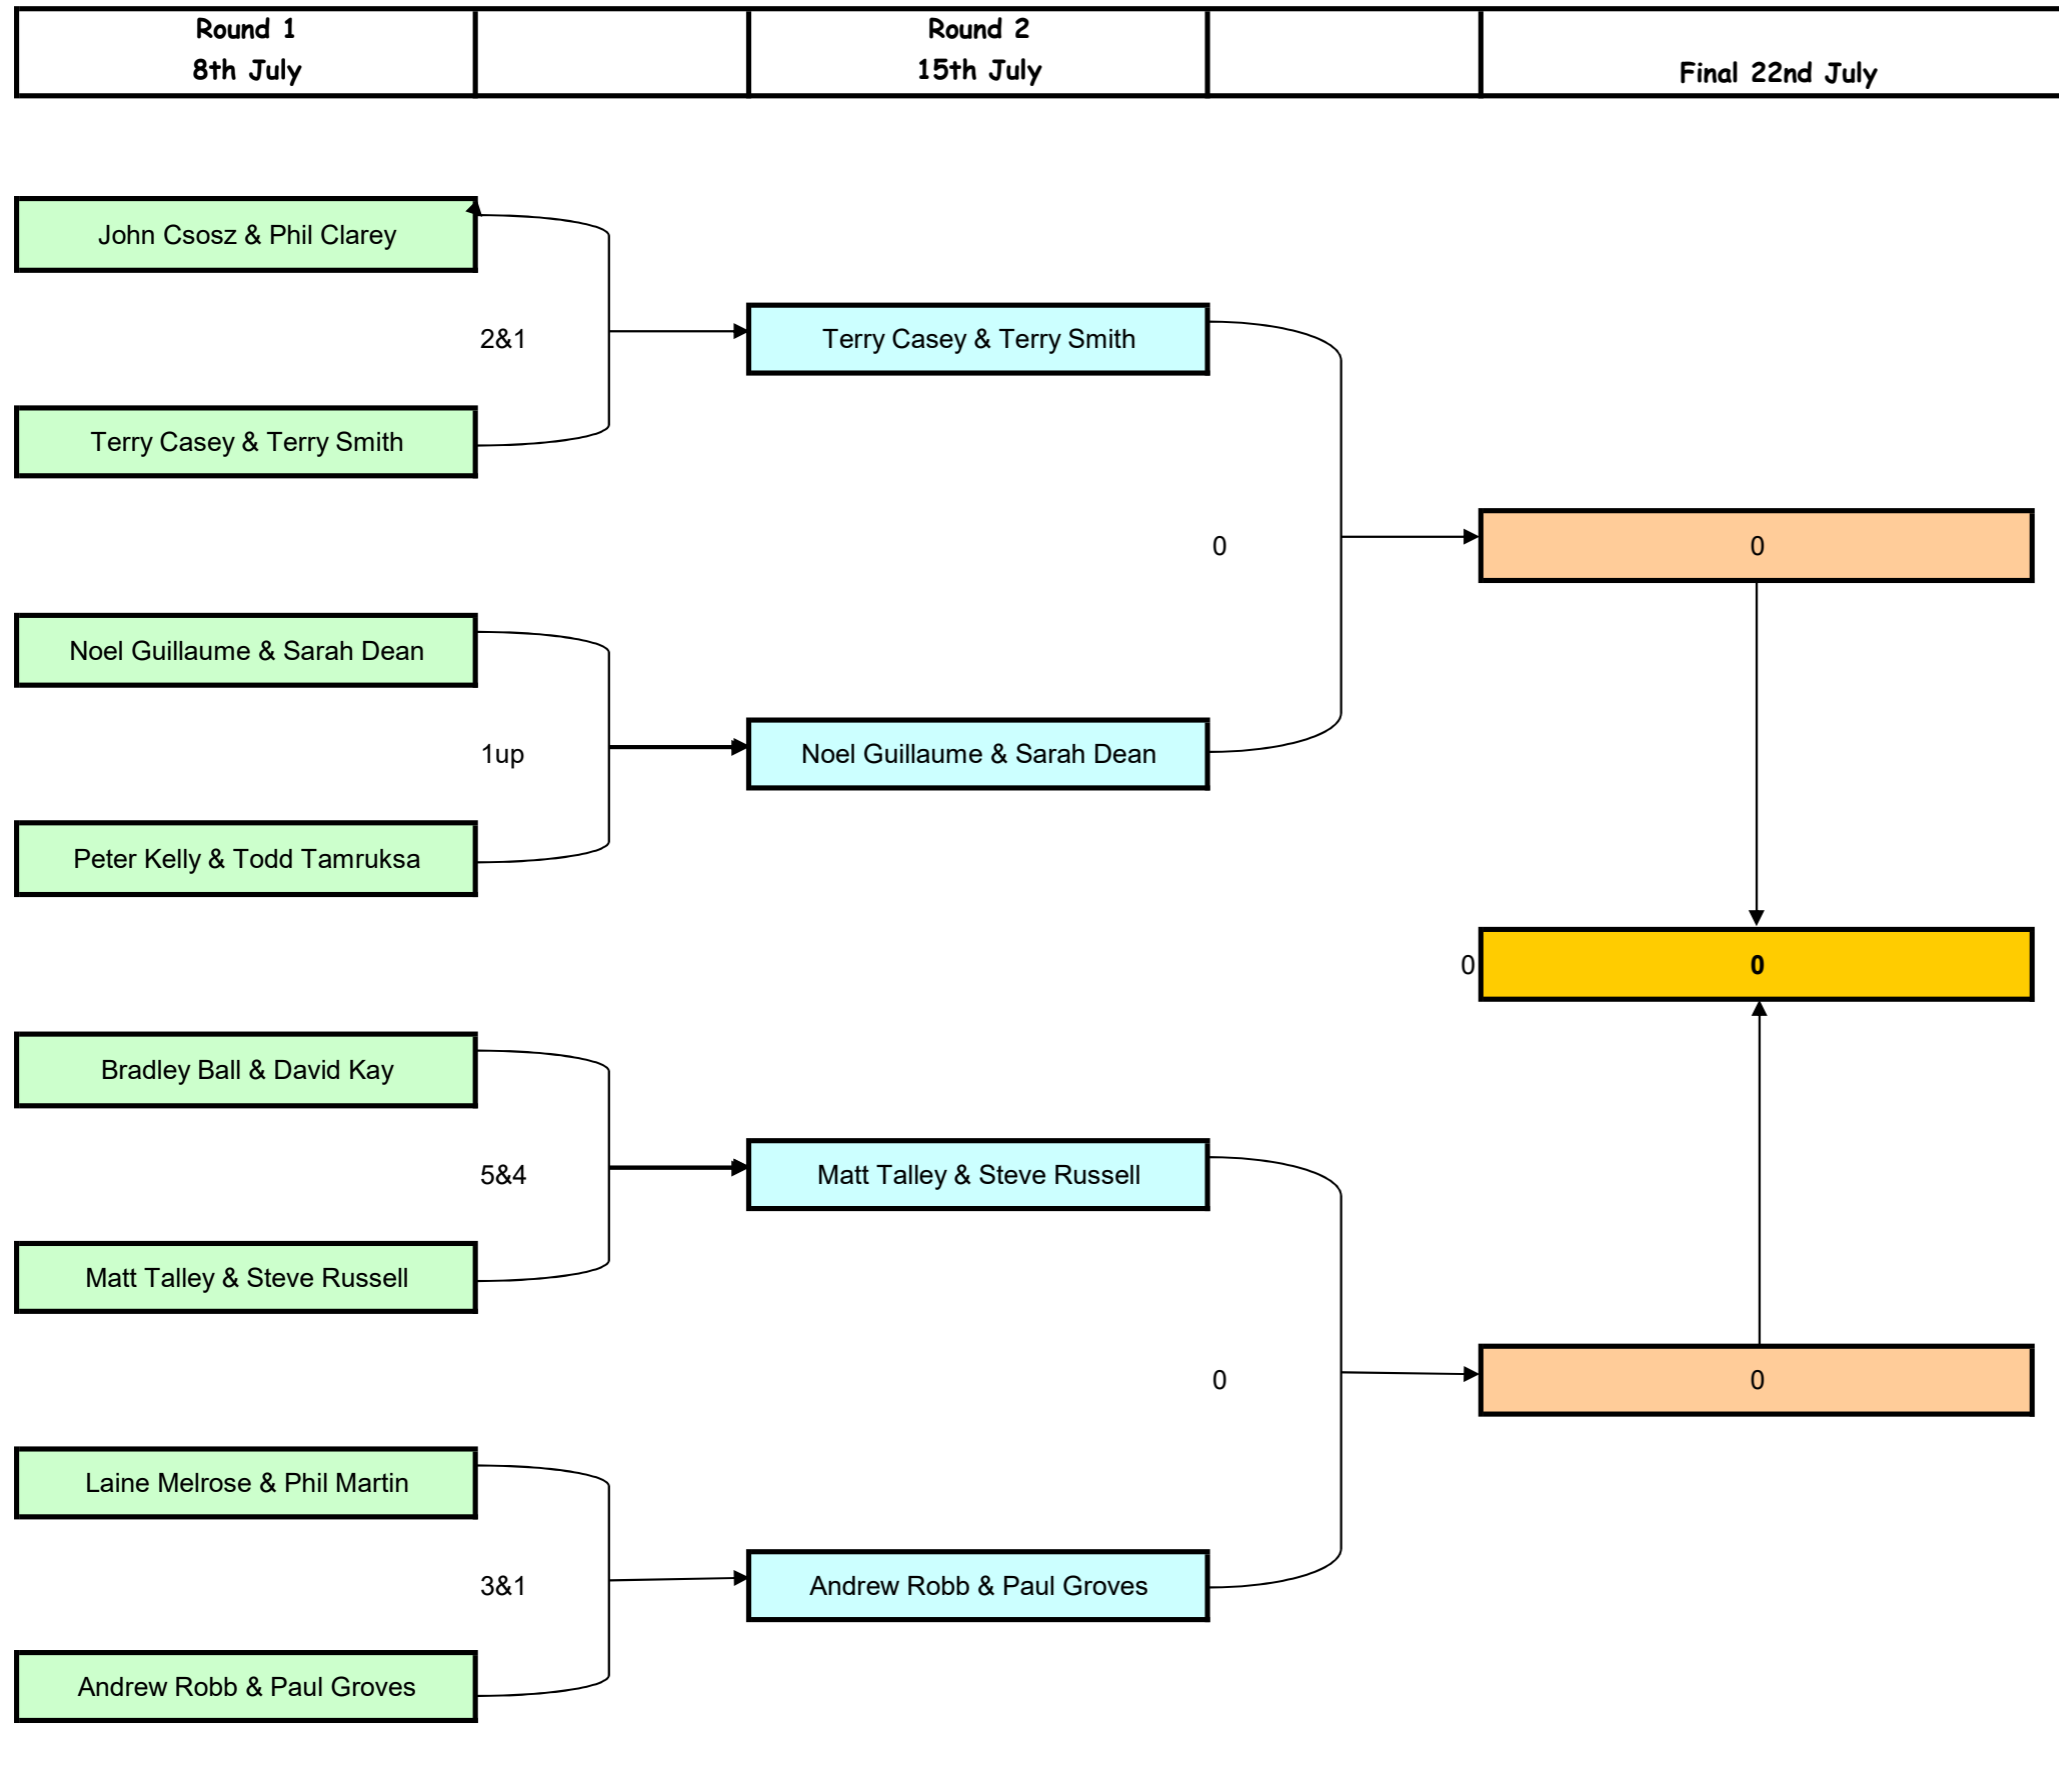 Round 1
8th July
Round 2
15th July
Final 22nd July
John Csosz & Phil Clarey
2&1
Terry Casey & Terry Smith
Terry Casey & Terry Smith
0
0
Noel Guillaume & Sarah Dean
1up
Noel Guillaume & Sarah Dean
Peter Kelly & Todd Tamruksa
0
0
Bradley Ball & David Kay
5&4
Matt Talley & Steve Russell
Matt Talley & Steve Russell
0
0
Laine Melrose & Phil Martin
3&1
Andrew Robb & Paul Groves
Andrew Robb & Paul Groves